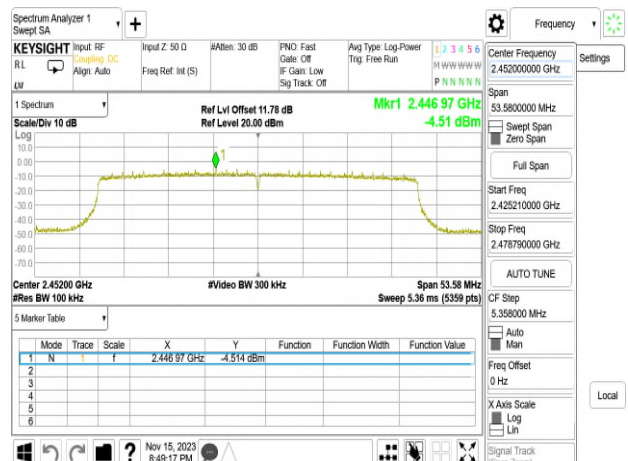 Spectrum Analyzer 1
Swept SA
Frequency
KEYSIGHT
Input: RF
Input Z: 50 Ω
#Atten: 30 dB
PNO: Fast
Avg Type: Log-Power
1 2 3 4 5 6
RL
Coupling: DC
Gate: Off
Trig: Free Run
M W W W W W
Align: Auto
Freq Ref: Int (S)
IF Gain: Low
Sig Track: Off
P N N N N N
LXI
1 Spectrum
Scale/Div 10 dB
Ref Lvl Offset 11.78 dB
Ref Level 20.00 dBm
Mkr1 2.446 97 GHz
-4.51 dBm
Log
10.0
0.00
-10.0
-20.0
-30.0
-40.0
-50.0
-60.0
-70.0
1
Center 2.45200 GHz
#Video BW 300 kHz
Span 53.58 MHz
#Res BW 100 kHz
Sweep 5.36 ms (5359 pts)
5 Marker Table
Mode Trace Scale X Y Function Function Width Function Value
1 N 1 f 2.446 97 GHz -4.514 dBm
2
3
4
5
6
?
Nov 15, 2023
8:49:17 PM
Center Frequency
2.452000000 GHz
Settings
Span
53.5800000 MHz
Swept Span
Zero Span
Full Span
Start Freq
2.425210000 GHz
Stop Freq
2.478790000 GHz
AUTO TUNE
CF Step
5.358000 MHz
Auto
Man
Freq Offset
0 Hz
X Axis Scale
Log
Lin
Local
Signal Track